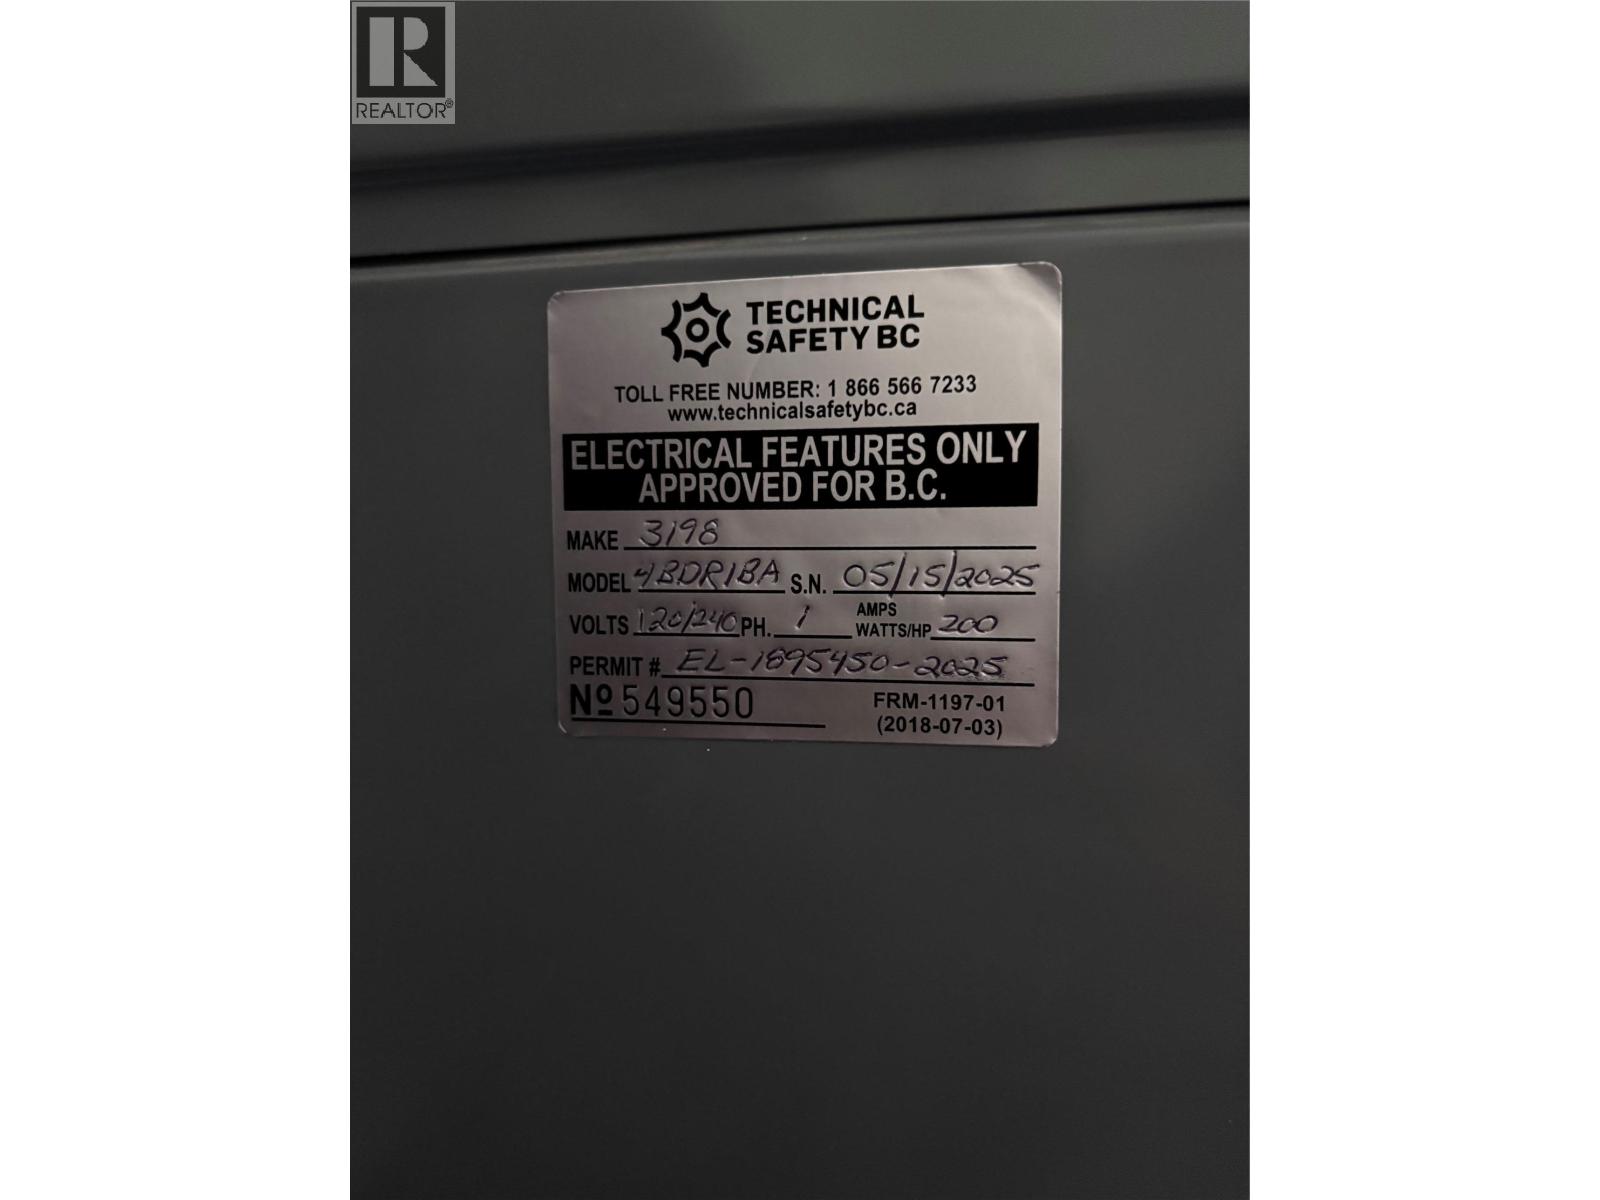 REALTOR®
TECHNICAL
SAFETY BC
TOLL FREE NUMBER: 1 866 566 7233
www.technicalsafetybc.ca
ELECTRICAL FEATURES ONLY
APPROVED FOR B.C.
MAKE 3198
MODEL 4BDR1BA S.N. 05/15/2025
VOLTS 120/240 PH. 1 AMPS WATTS/HP 200
PERMIT # EL-1895450-2025
No 549550 FRM-1197-01
(2018-07-03)